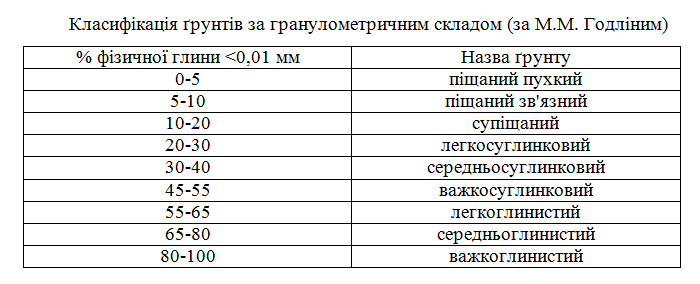 Класифікація ґрунтів за гранулометричним складом (за М.М. Годліним)
% фізичної глини <0,01 мм Назва ґрунту
0-5 піщаний пухкий
5-10 піщаний зв'язний
10-20 супіщаний
20-30 легкосуглинковий
30-40 середньосуглинковий
45-55 важкосуглинковий
55-65 легкоглинистий
65-80 середньоглинистий
80-100 важкоглинистий